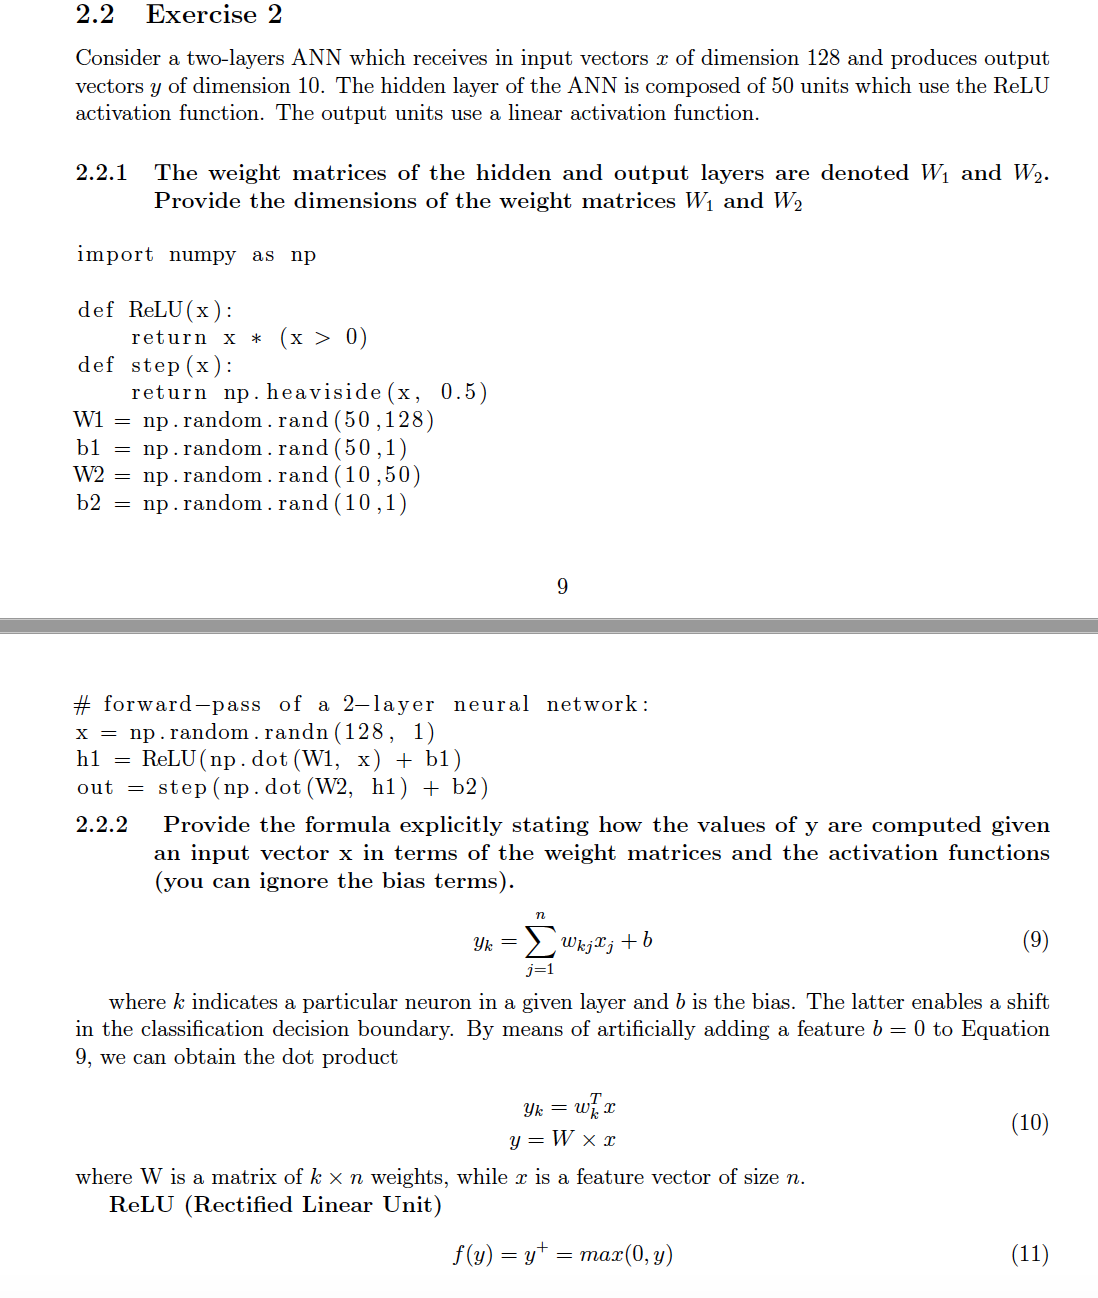 2.2 Exercise 2
Consider a two-layers ANN which receives in input vectors x of dimension 128 and produces output
vectors y of dimension 10. The hidden layer of the ANN is composed of 50 units which use the ReLU
activation function. The output units use a linear activation function.
2.2.1 The weight matrices of the hidden and output layers are denoted W₁ and W₂.
Provide the dimensions of the weight matrices W₁ and W₂
import numpy as np
def ReLU(x):
    return x * (x > 0)
def step(x):
    return np.heaviside(x, 0.5)
W1 = np.random.rand(50,128)
b1 = np.random.rand(50,1)
W2 = np.random.rand(10,50)
b2 = np.random.rand(10,1)
9
# forward−pass of a 2−layer neural network:
x = np.random.randn(128, 1)
h1 = ReLU(np.dot(W1, x) + b1)
out = step(np.dot(W2, h1) + b2)
2.2.2 Provide the formula explicitly stating how the values of y are computed given
an input vector x in terms of the weight matrices and the activation functions
(you can ignore the bias terms).
y_k = \sum_{j=1}^{n} w_{kj} x_j + b (9)
where k indicates a particular neuron in a given layer and b is the bias. The latter enables a shift
in the classification decision boundary. By means of artificially adding a feature b = 0 to Equation
9, we can obtain the dot product
y_k = w_k^T x
y = W × x (10)
where W is a matrix of k × n weights, while x is a feature vector of size n.
ReLU (Rectified Linear Unit)
f(y) = y⁺ = max(0, y) (11)